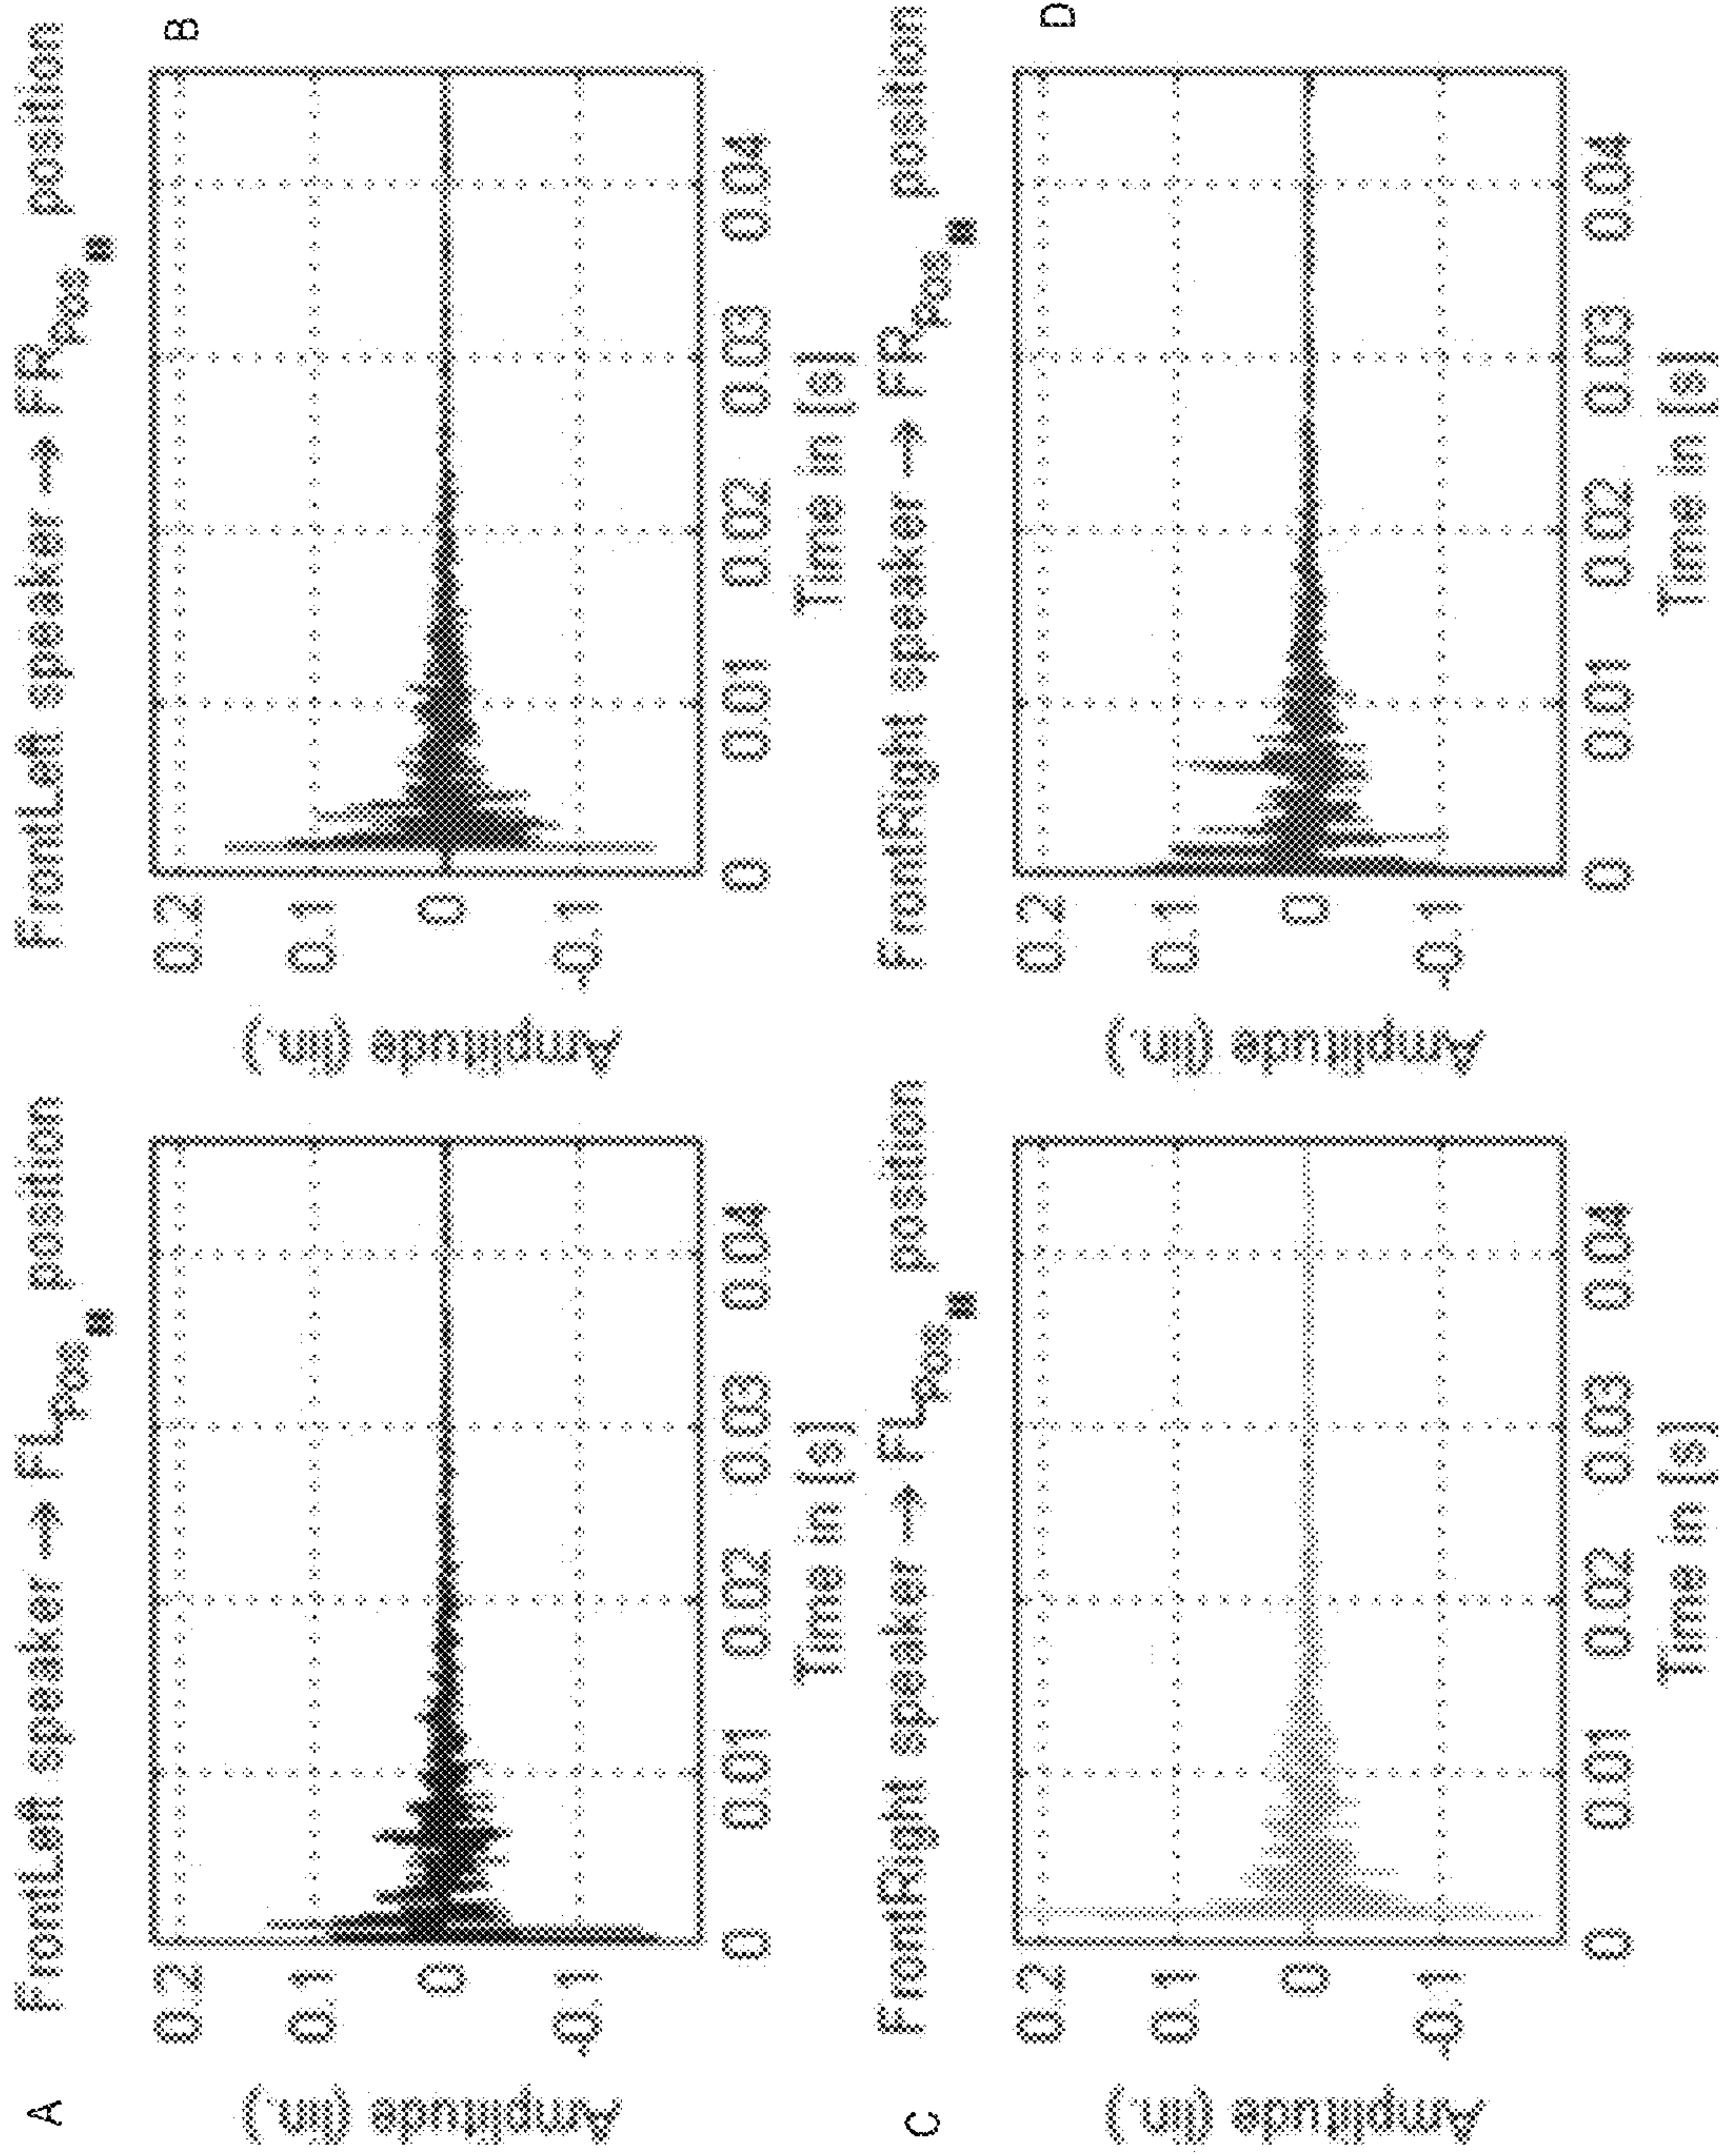 A
FrontLeft speaker → FLPos position
Amplitude (lin.)
0.2
0.1
0
-0.1
0 0.01 0.02 0.03 0.04
Time in [s]
B
FrontLeft speaker → FRPos position
Amplitude (lin.)
0.2
0.1
0
-0.1
0 0.01 0.02 0.03 0.04
Time in [s]
C
FrontRight speaker → FLPos position
Amplitude (lin.)
0.2
0.1
0
-0.1
0 0.01 0.02 0.03 0.04
Time in [s]
D
FrontRight speaker → FRPos position
Amplitude (lin.)
0.2
0.1
0
-0.1
0 0.01 0.02 0.03 0.04
Time in [s]